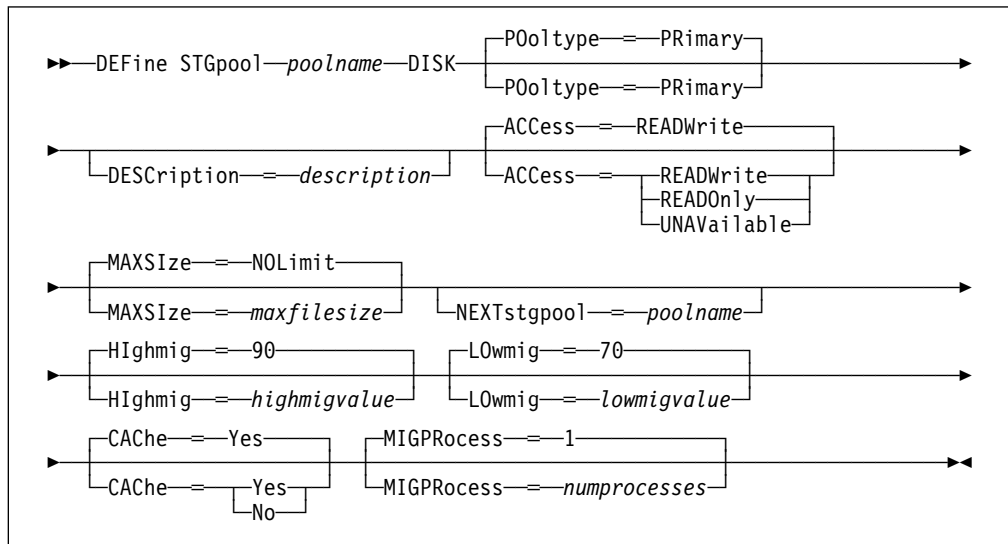 POoltype = PRimary
DEFine STGpool poolname DISK
POoltype = PRimary
ACCess = READWrite
DESCription = description
ACCess = READWrite
READOnly
UNAVailable
MAXSIze = NOLimit
MAXSIze = maxfilesize
NEXTstgpool = poolname
HIghmig = 90
LOwmig = 70
HIghmig = highmigvalue
LOwmig = lowmigvalue
CAChe = Yes
MIGPRocess = 1
CAChe = Yes
No
MIGPRocess = numprocesses